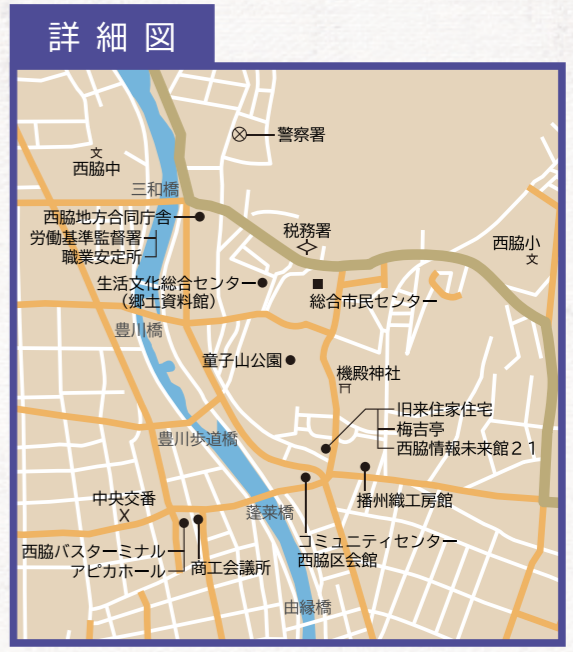 詳細図
警察署
文
西脇中
三和橋
西脇地方合同庁舎
労働基準監督署
職業安定所
税務署
西脇小
文
生活文化総合センター
（郷土資料館）
総合市民センター
豊川橋
童子山公園
機殿神社
旧来住家住宅
梅吉亭
西脇情報未来館２１
豊川歩道橋
中央交番
X
蓬莱橋
播州織工房館
コミュニティセンター
西脇区会館
西脇バスターミナル
アピカホール
商工会議所
由縁橋